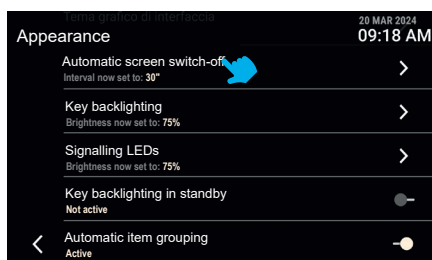 Tema grafico di interfaccia
20 MAR 2024
Appearance
09:18 AM
Automatic screen switch-off
Interval now set to: 30"
Key backlighting
Brightness now set to: 75%
Signalling LEDs
Brightness now set to: 75%
Key backlighting in standby
Not active
Automatic item grouping
Active